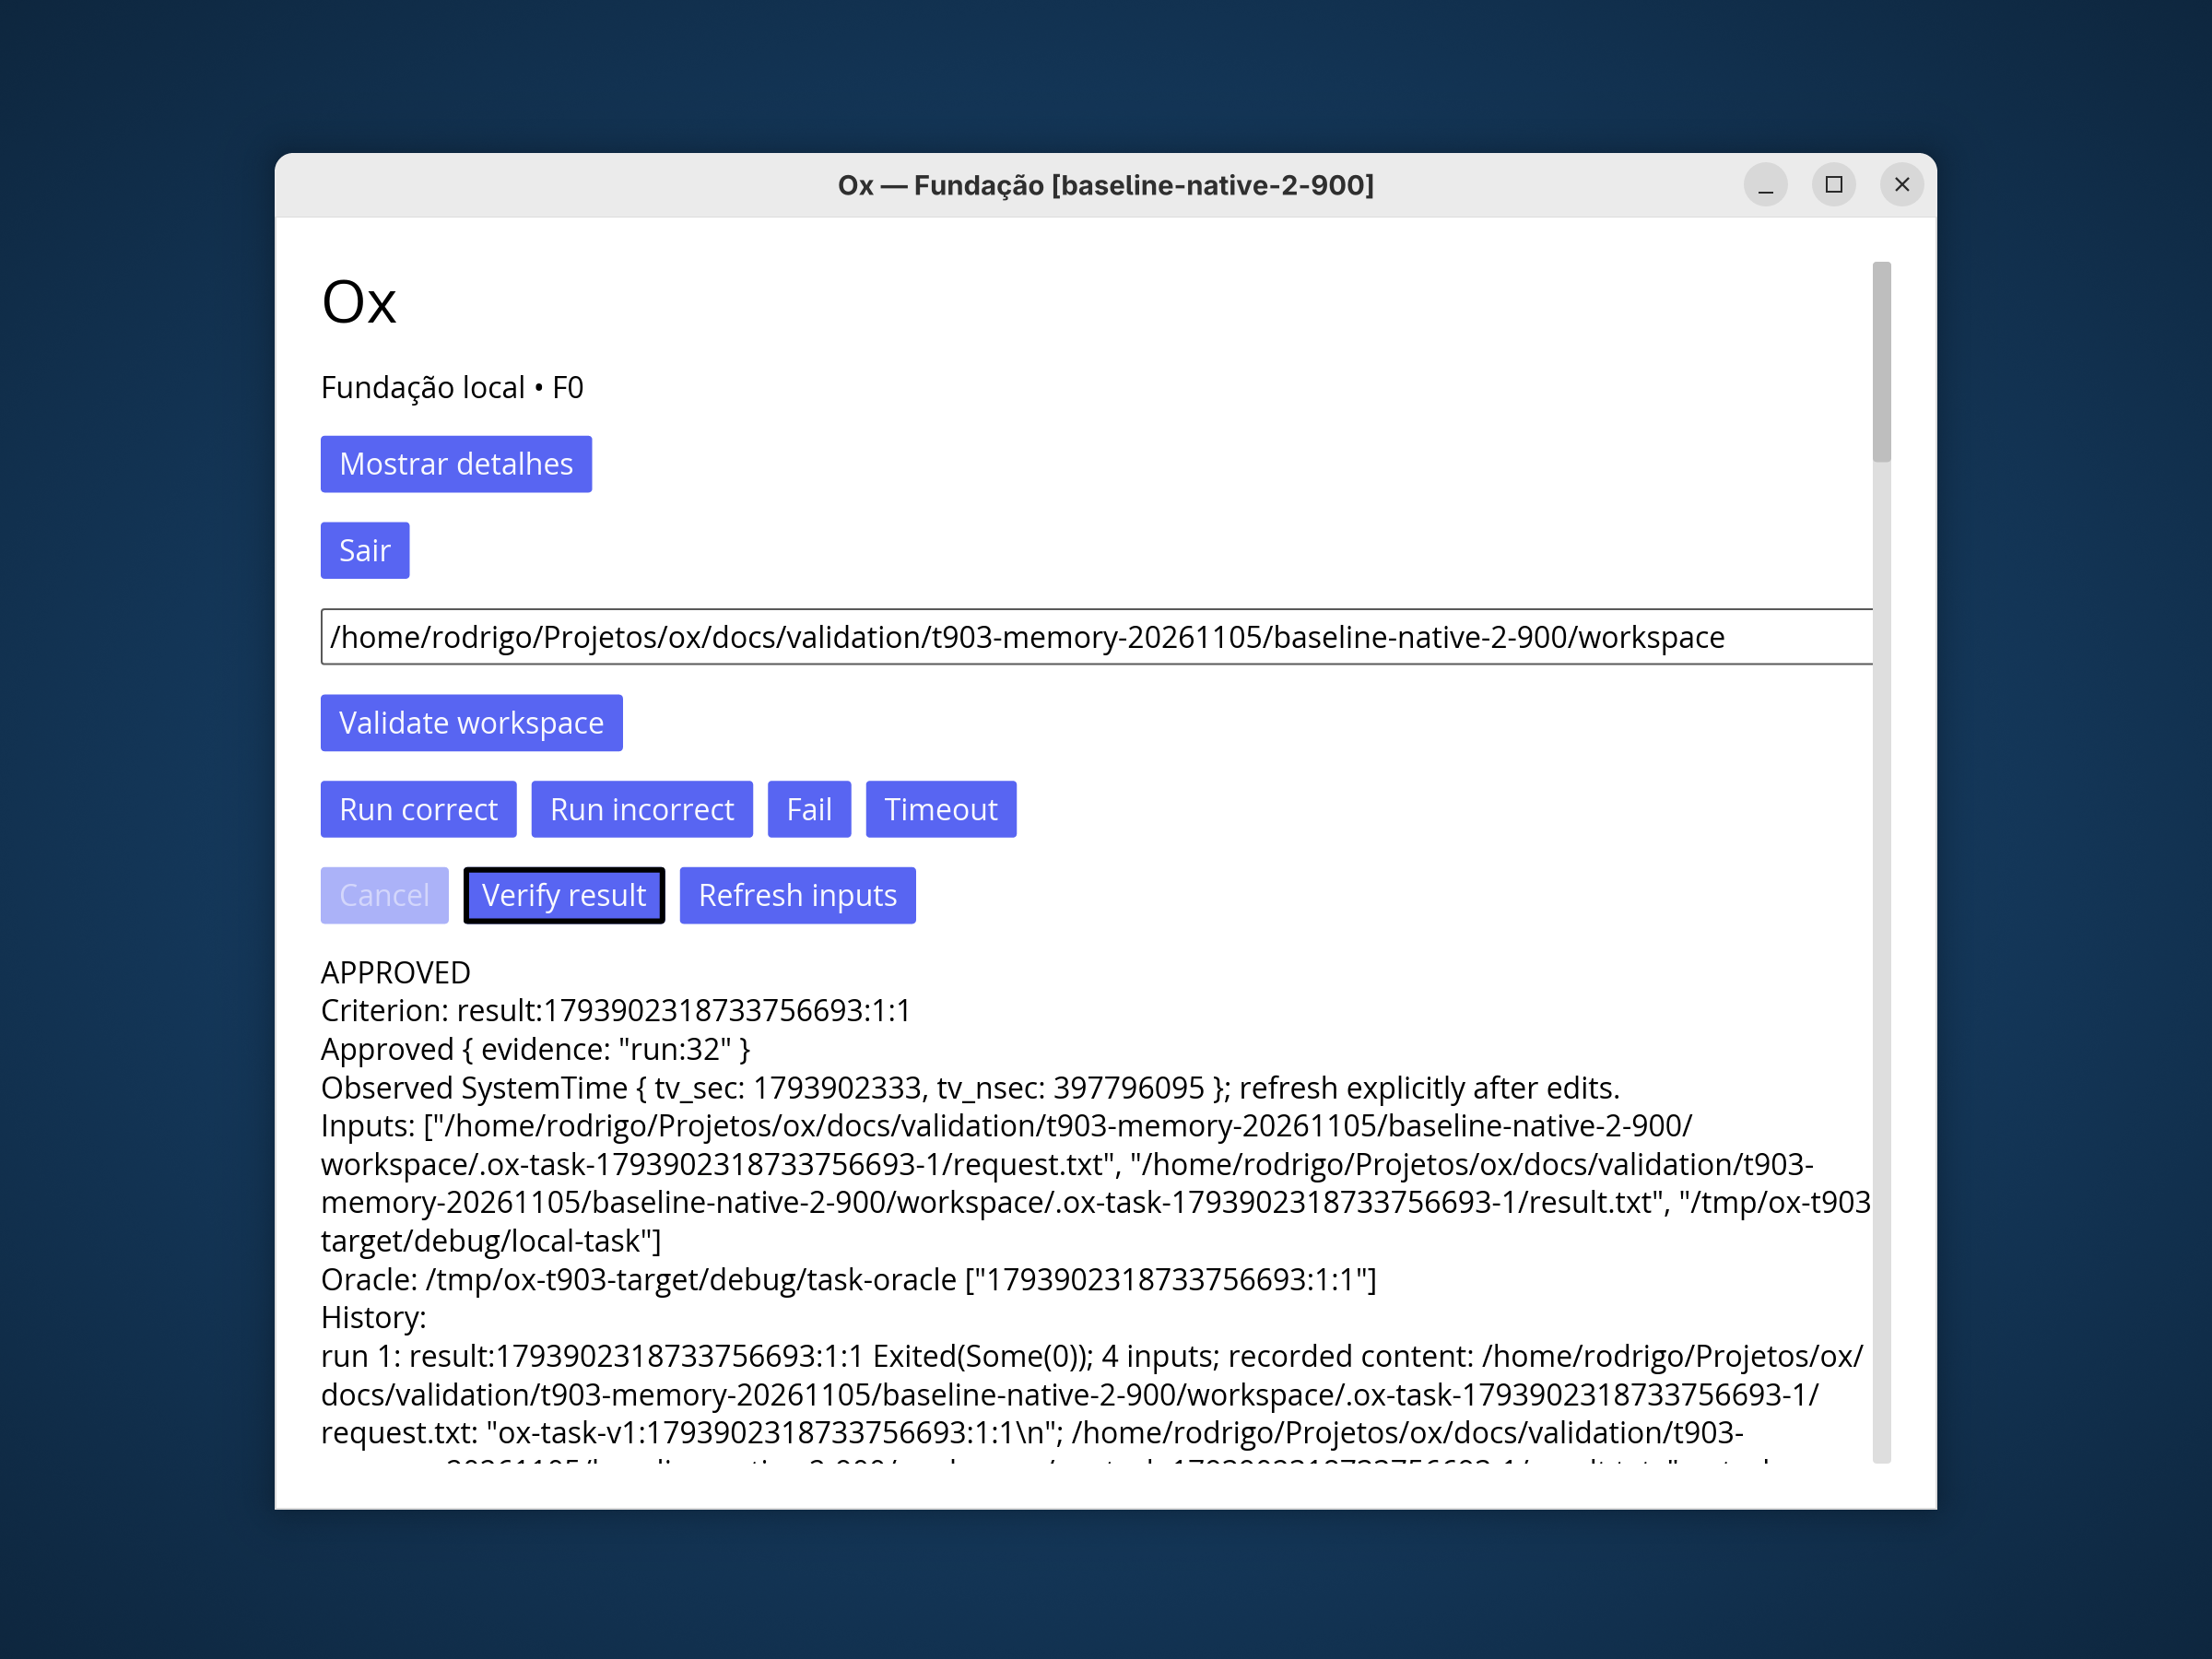 Ox — Fundação [baseline-native-2-900]
Ox
Fundação local • F0
Mostrar detalhes
Sair
/home/rodrigo/Projetos/ox/docs/validation/t903-memory-20261105/baseline-native-2-900/workspace
Validate workspace
Run correct Run incorrect Fail Timeout
Cancel Verify result Refresh inputs
APPROVED
Criterion: result:1793902318733756693:1:1
Approved { evidence: "run:32" }
Observed SystemTime { tv_sec: 1793902333, tv_nsec: 397796095 }; refresh explicitly after edits.
Inputs: ["/home/rodrigo/Projetos/ox/docs/validation/t903-memory-20261105/baseline-native-2-900/
workspace/.ox-task-1793902318733756693-1/request.txt", "/home/rodrigo/Projetos/ox/docs/validation/t903-
memory-20261105/baseline-native-2-900/workspace/.ox-task-1793902318733756693-1/result.txt", "/tmp/ox-t903
target/debug/local-task"]
Oracle: /tmp/ox-t903-target/debug/task-oracle ["1793902318733756693:1:1"]
History:
run 1: result:1793902318733756693:1:1 Exited(Some(0)); 4 inputs; recorded content: /home/rodrigo/Projetos/ox/
docs/validation/t903-memory-20261105/baseline-native-2-900/workspace/.ox-task-1793902318733756693-1/
request.txt: "ox-task-v1:1793902318733756693:1:1\n"; /home/rodrigo/Projetos/ox/docs/validation/t903-